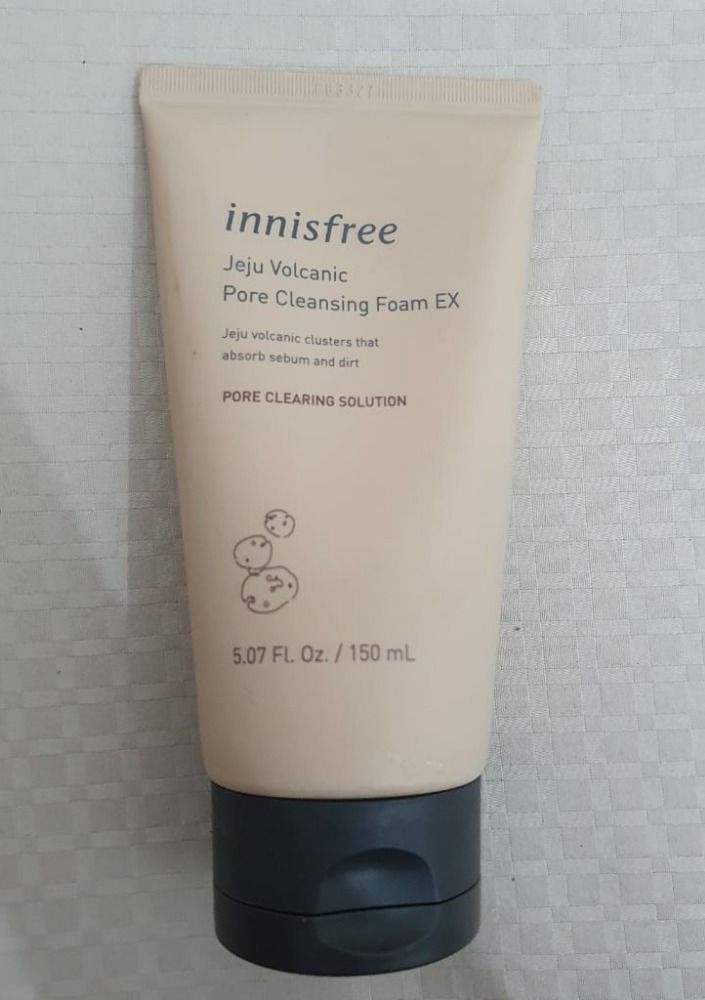 innisfree
Jeju Volcanic
Pore Cleansing Foam EX
Jeju volcanic clusters that
absorb sebum and dirt
PORE CLEARING SOLUTION
5.07 Fl. Oz. / 150 mL